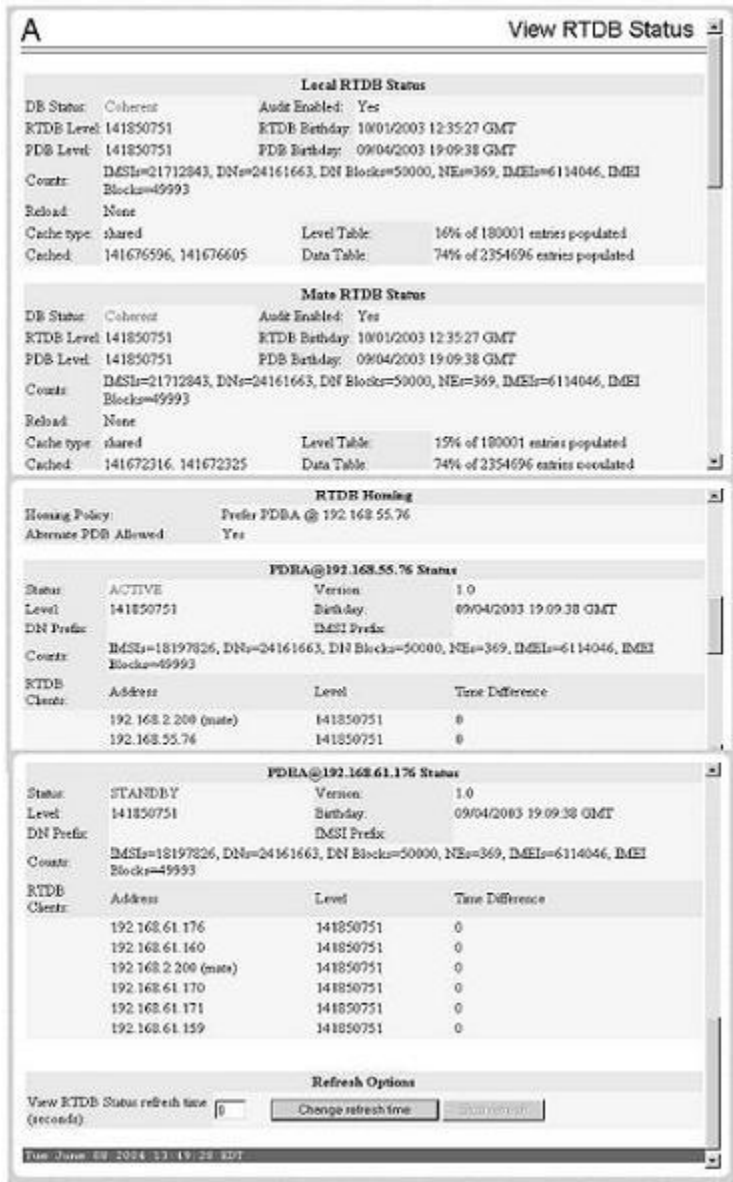 A View RTDB Status
Local RTDB Status
DB Status: Coherent Audit Enabled: Yes
RTDB Level: 141850751 RTDB Birthday: 10/01/2003 12:35:27 GMT
PDB Level: 141850751 PDB Birthday: 09/04/2003 19:09:38 GMT
Counts: IMSIs=21712843, DNs=24161663, DN Blocks=50000, NEs=369, IMEIs=6114046, IMEI
Blocks=49993
Reload: None
Cache type: shared Level Table: 16% of 180001 entries populated
Cached: 141676596, 141676605 Data Table: 74% of 2354696 entries populated
Mate RTDB Status
DB Status: Coherent Audit Enabled: Yes
RTDB Level: 141850751 RTDB Birthday: 10/01/2003 12:35:27 GMT
PDB Level: 141850751 PDB Birthday: 09/04/2003 19:09:38 GMT
Counts: IMSIs=21712843, DNs=24161663, DN Blocks=50000, NEs=369, IMEIs=6114046, IMEI
Blocks=49993
Reload: None
Cache type: shared Level Table: 15% of 180001 entries populated
Cached: 141672316, 141672325 Data Table: 74% of 2354696 entries populated
RTDB Homing
Homing Policy: Prefer PDBA @ 192.168.55.76
Alternate PDB Allowed Yes
PDBA@192.168.55.76 Status
Status: ACTIVE Version: 1.0
Level: 141850751 Birthday: 09/04/2003 19:09:38 GMT
DN Prefix: IMSI Prefix:
Counts: IMSIs=18197826, DNs=24161663, DN Blocks=50000, NEs=369, IMEIs=6114046, IMEI
Blocks=49993
RTDB
Clients: Address Level Time Difference
192.168.2.200 (mate) 141850751 0
192.168.55.76 141850751 0
PDBA@192.168.61.176 Status
Status: STANDBY Version: 1.0
Level: 141850751 Birthday: 09/04/2003 19:09:38 GMT
DN Prefix: IMSI Prefix:
Counts: IMSIs=18197826, DNs=24161663, DN Blocks=50000, NEs=369, IMEIs=6114046, IMEI
Blocks=49993
RTDB
Clients: Address Level Time Difference
192.168.61.176 141850751 0
192.168.61.160 141850751 0
192.168.2.200 (mate) 141850751 0
192.168.61.170 141850751 0
192.168.61.171 141850751 0
192.168.61.159 141850751 0
Refresh Options
View RTDB Status refresh time
(seconds): 0 Change refresh time
Tue June 08 2004 13:49:28 EDT